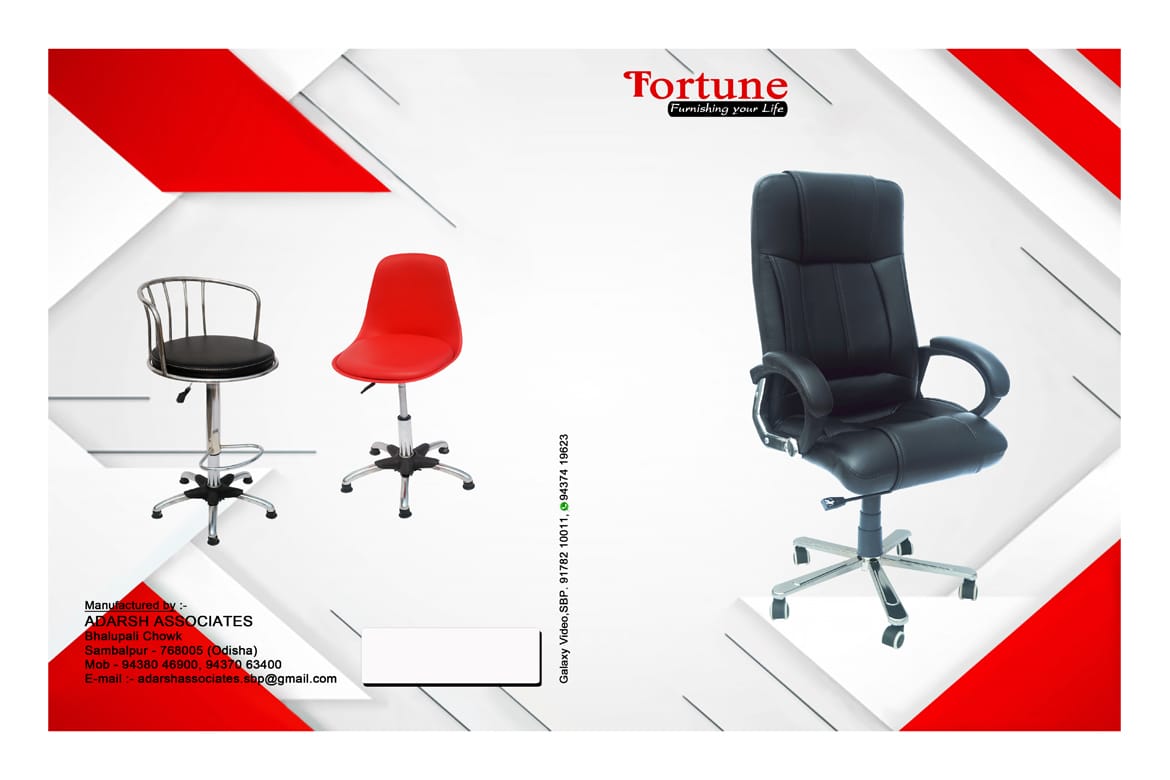 Fortune
Furnishing your Life
Manufactured by :-
ADARSH ASSOCIATES
Bhalupali Chowk
Sambalpur - 768005 (Odisha)
Mob - 94380 46900, 94370 63400
E-mail :- adarshassociates.sbp@gmail.com
Galaxy Video,SBP. 91782 10011, 94374 19623